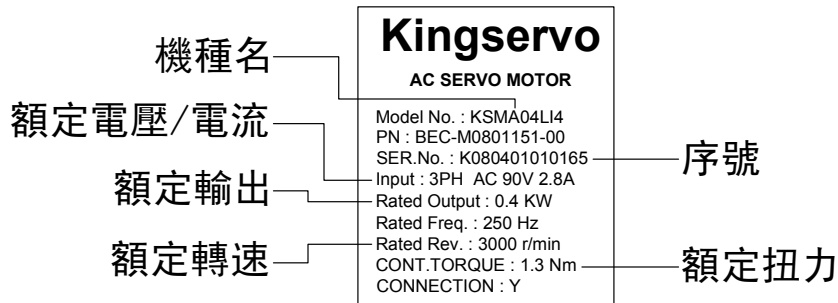 Kingservo
AC SERVO MOTOR
機種名
Model No. : KSMA04LI4
PN : BEC-M0801151-00
SER.No. : K080401010165
序號
額定電壓/電流
Input : 3PH AC 90V 2.8A
額定輸出
Rated Output : 0.4 KW
Rated Freq. : 250 Hz
額定轉速
Rated Rev. : 3000 r/min
CONT.TORQUE : 1.3 Nm
額定扭力
CONNECTION : Y